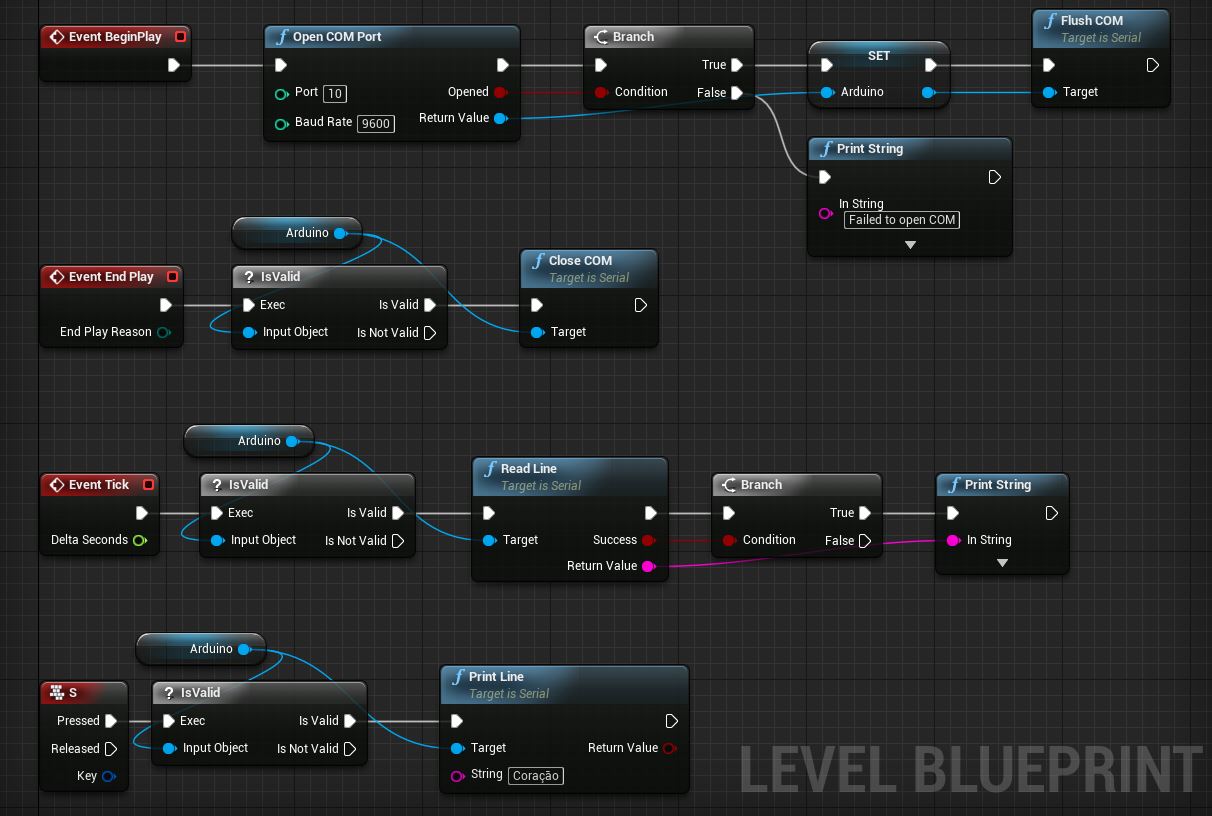 Event BeginPlay
Open COM Port
Port 10
Opened
Baud Rate 9600
Return Value
Branch
True
Condition
False
SET
Arduino
Flush COM
Target is Serial
Target
Print String
In String
Failed to open COM
Arduino
Event End Play
End Play Reason
IsValid
Exec
Is Valid
Input Object
Is Not Valid
Close COM
Target is Serial
Target
Arduino
Event Tick
Delta Seconds
IsValid
Exec
Is Valid
Input Object
Is Not Valid
Read Line
Target is Serial
Target
Success
Return Value
Branch
True
Condition
False
Print String
In String
Arduino
S
Pressed
Released
Key
IsValid
Exec
Is Valid
Input Object
Is Not Valid
Print Line
Target is Serial
Target
Return Value
String Coração
LEVEL BLUEPRINT